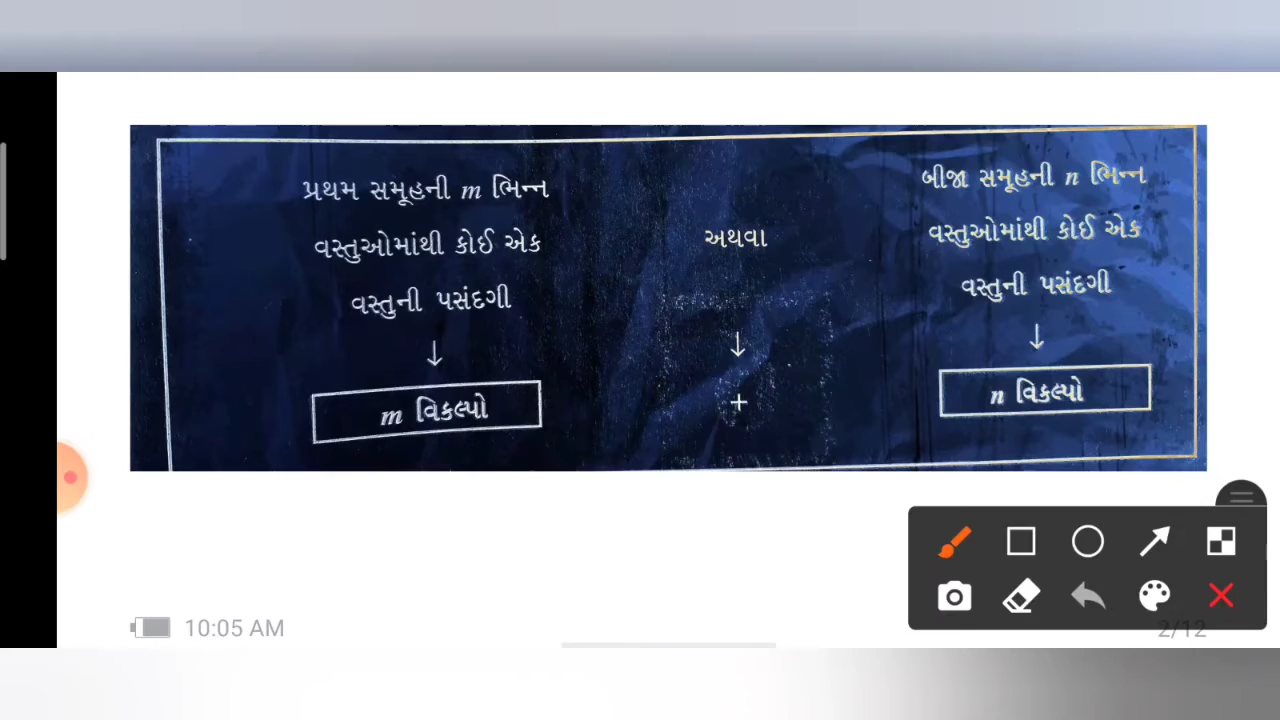 પ્રથમ સમૂહની m ભિન્ન
વસ્તુઓમાંથી કોઈ એક
વસ્તુની પસંદગી
↓
m વિકલ્પો
અથવા
↓
+
બીજા સમૂહની n ભિન્ન
વસ્તુઓમાંથી કોઈ એક
વસ્તુની પસંદગી
↓
n વિકલ્પો
10:05 AM
2/12